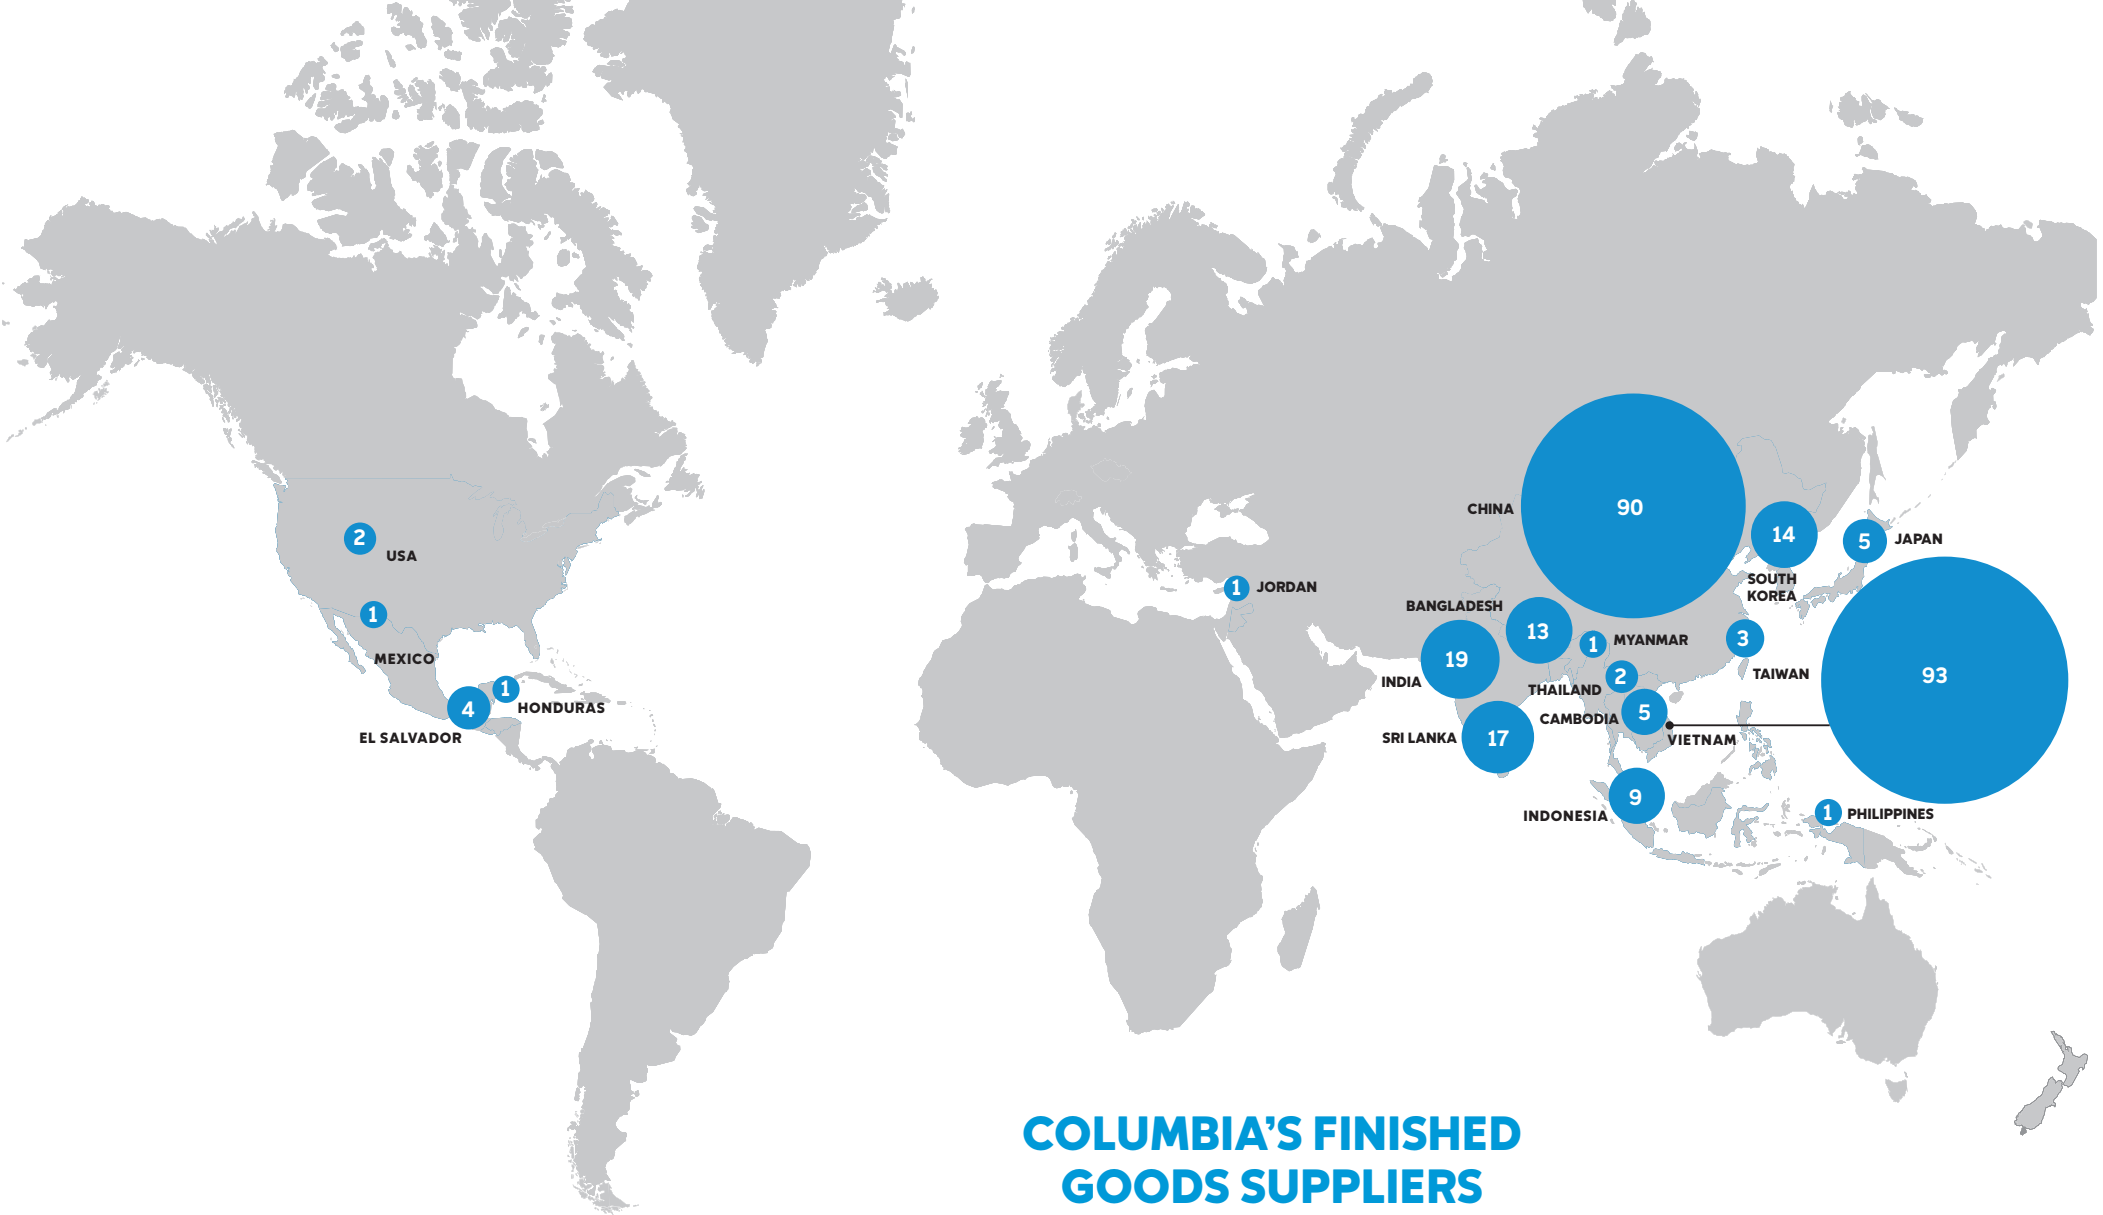 90
CHINA
14
2
5
JAPAN
USA
SOUTH
KOREA
1
JORDAN
BANGLADESH
1
13
1
MYANMAR
3
19
MEXICO
INDIA
THAILAND
2
TAIWAN
93
1
HONDURAS
4
EL SALVADOR
CAMBODIA
5
SRI LANKA
17
VIETNAM
9
INDONESIA
1
PHILIPPINES
COLUMBIA'S FINISHED
GOODS SUPPLIERS